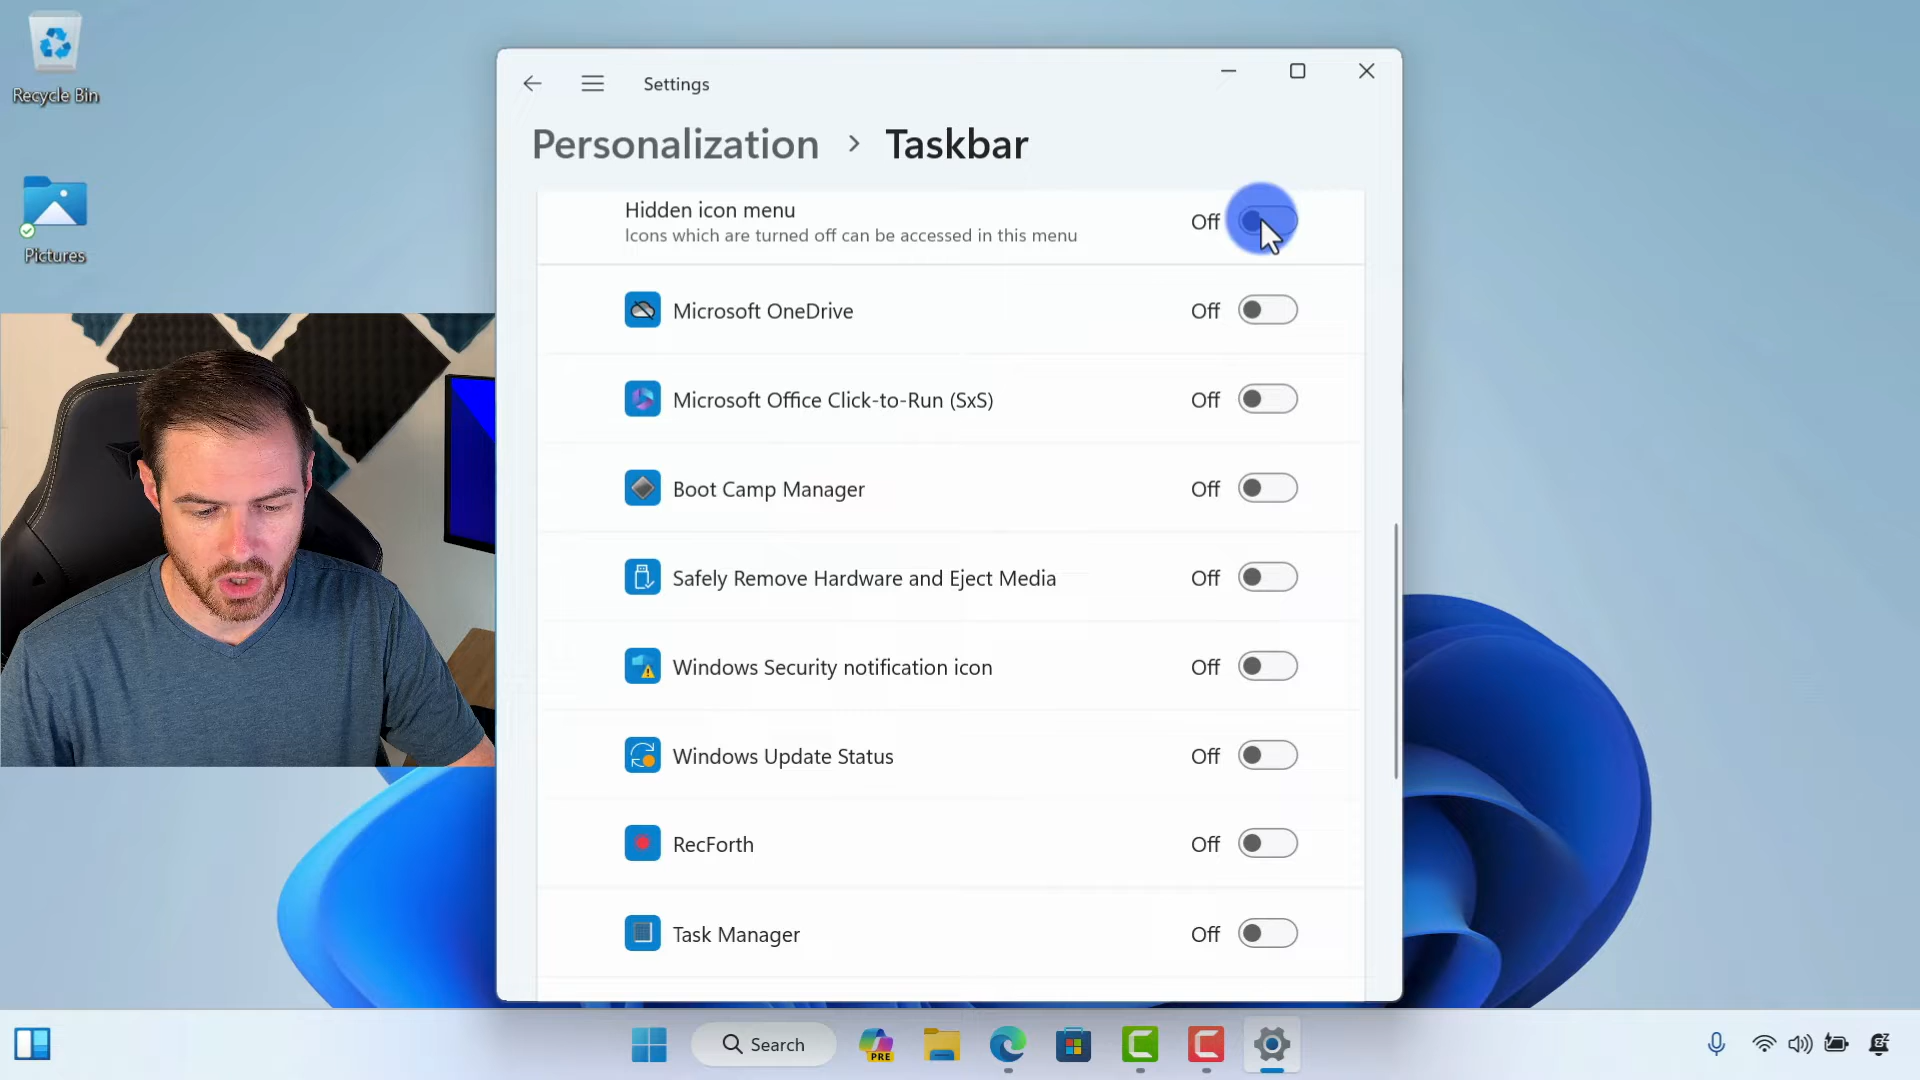 Recycle Bin
Pictures
Settings
Personalization > Taskbar
Hidden icon menu
Icons which are turned off can be accessed in this menu
Off
Microsoft OneDrive
Off
Microsoft Office Click-to-Run (SxS)
Off
Boot Camp Manager
Off
Safely Remove Hardware and Eject Media
Off
Windows Security notification icon
Off
Windows Update Status
Off
RecForth
Off
Task Manager
Off
Search
PRE